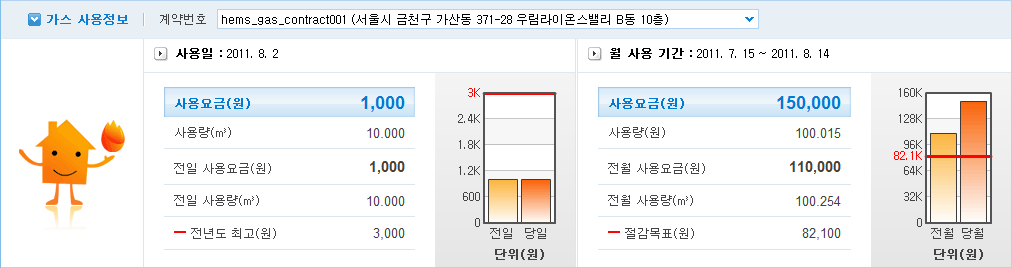 가스 사용정보 계약번호 hems_gas_contract001 (서울시 금천구 가산동 371-28 우림라이온스밸리 B동 10층)
사용일 : 2011. 8. 2
사용요금(원) 1,000
사용량(㎥) 10.000
전일 사용요금(원) 1,000
전일 사용량(㎥) 10.000
전년도 최고(원) 3,000
3K
2.4K
1.8K
1.2K
600
0
전일 당일
단위(원)
월 사용 기간 : 2011. 7. 15 ~ 2011. 8. 14
사용요금(원) 150,000
사용량(원) 100.015
전월 사용요금(원) 110,000
전월 사용량(㎥) 100.254
절감목표(원) 82,100
160K
128K
96K
82.1K
64K
32K
0
전월 당월
단위(원)